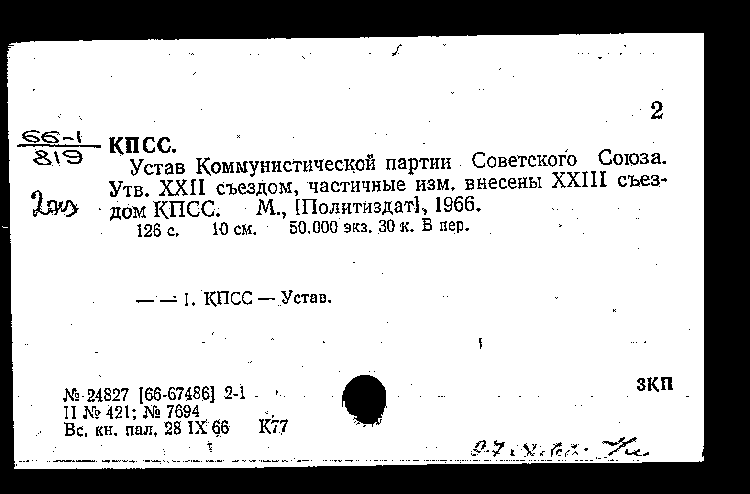 2
66-1
819
КПСС.
Устав Коммунистической партии Советского Союза.
Утв. XXII съездом, частичные изм. внесены XXIII съез-
дом КПСС. М., [Политиздат], 1966.
126 с. 10 см. 50.000 экз. 30 к. В пер.
— — 1. КПСС — Устав.
№ 24827 [66-67486] 2-1
П № 421; № 7694
Вс. кн. пал. 28 IX 66 К77
ЗКП